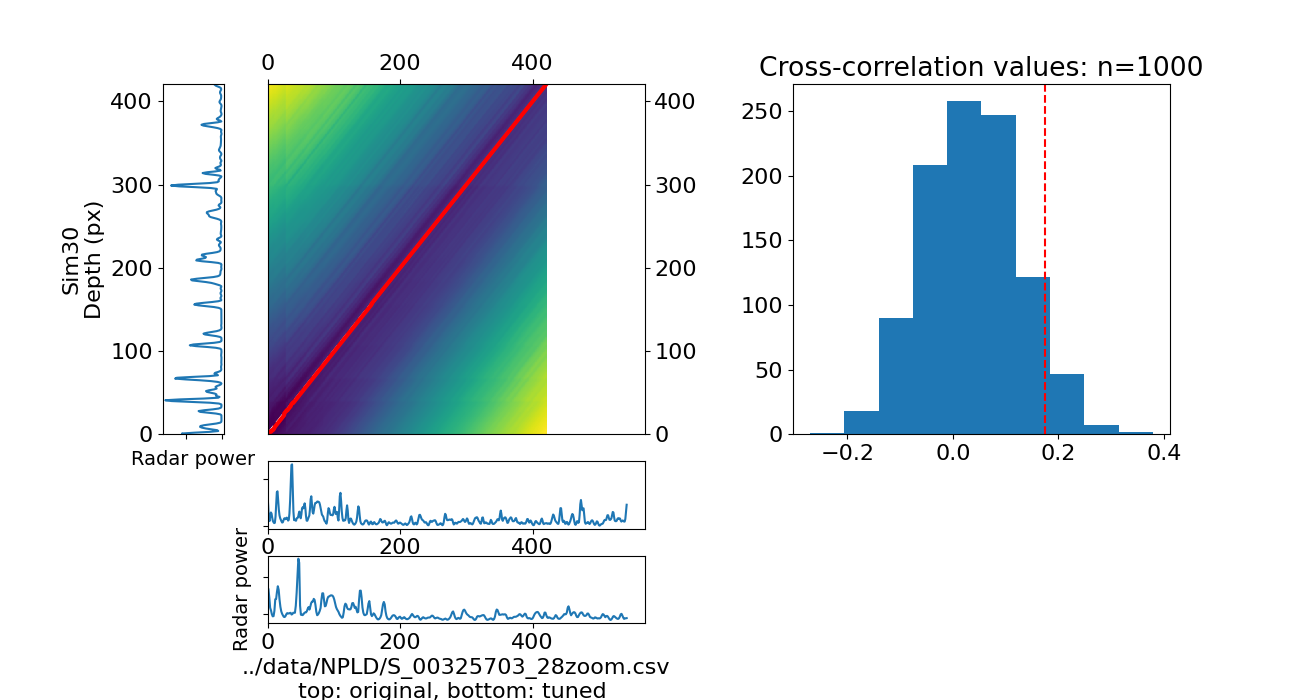 0 200 400
Cross-correlation values: n=1000
400
300
200
100
0
Sim30
Depth (px)
Radar power
400
300
200
100
0
250
200
150
100
50
0
−0.2 0.0 0.2 0.4
0 200 400
Radar power
0 200 400
../data/NPLD/S_00325703_28zoom.csv
top: original, bottom: tuned